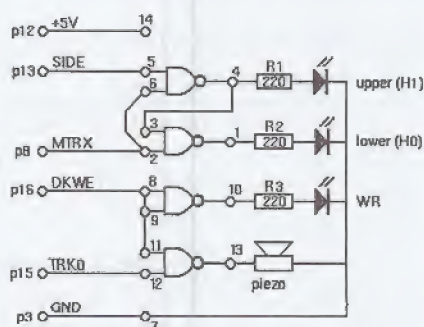 p12 +5V 14
p13 SIDE 5 4 R1 220 upper (H1)
6
3 R2 220 lower (H0)
p8 MTRX 2 1
p16 DKWE 8 10 R3 220 WR
9
11 13
p15 TRK0 12 piezo
p3 GND 7